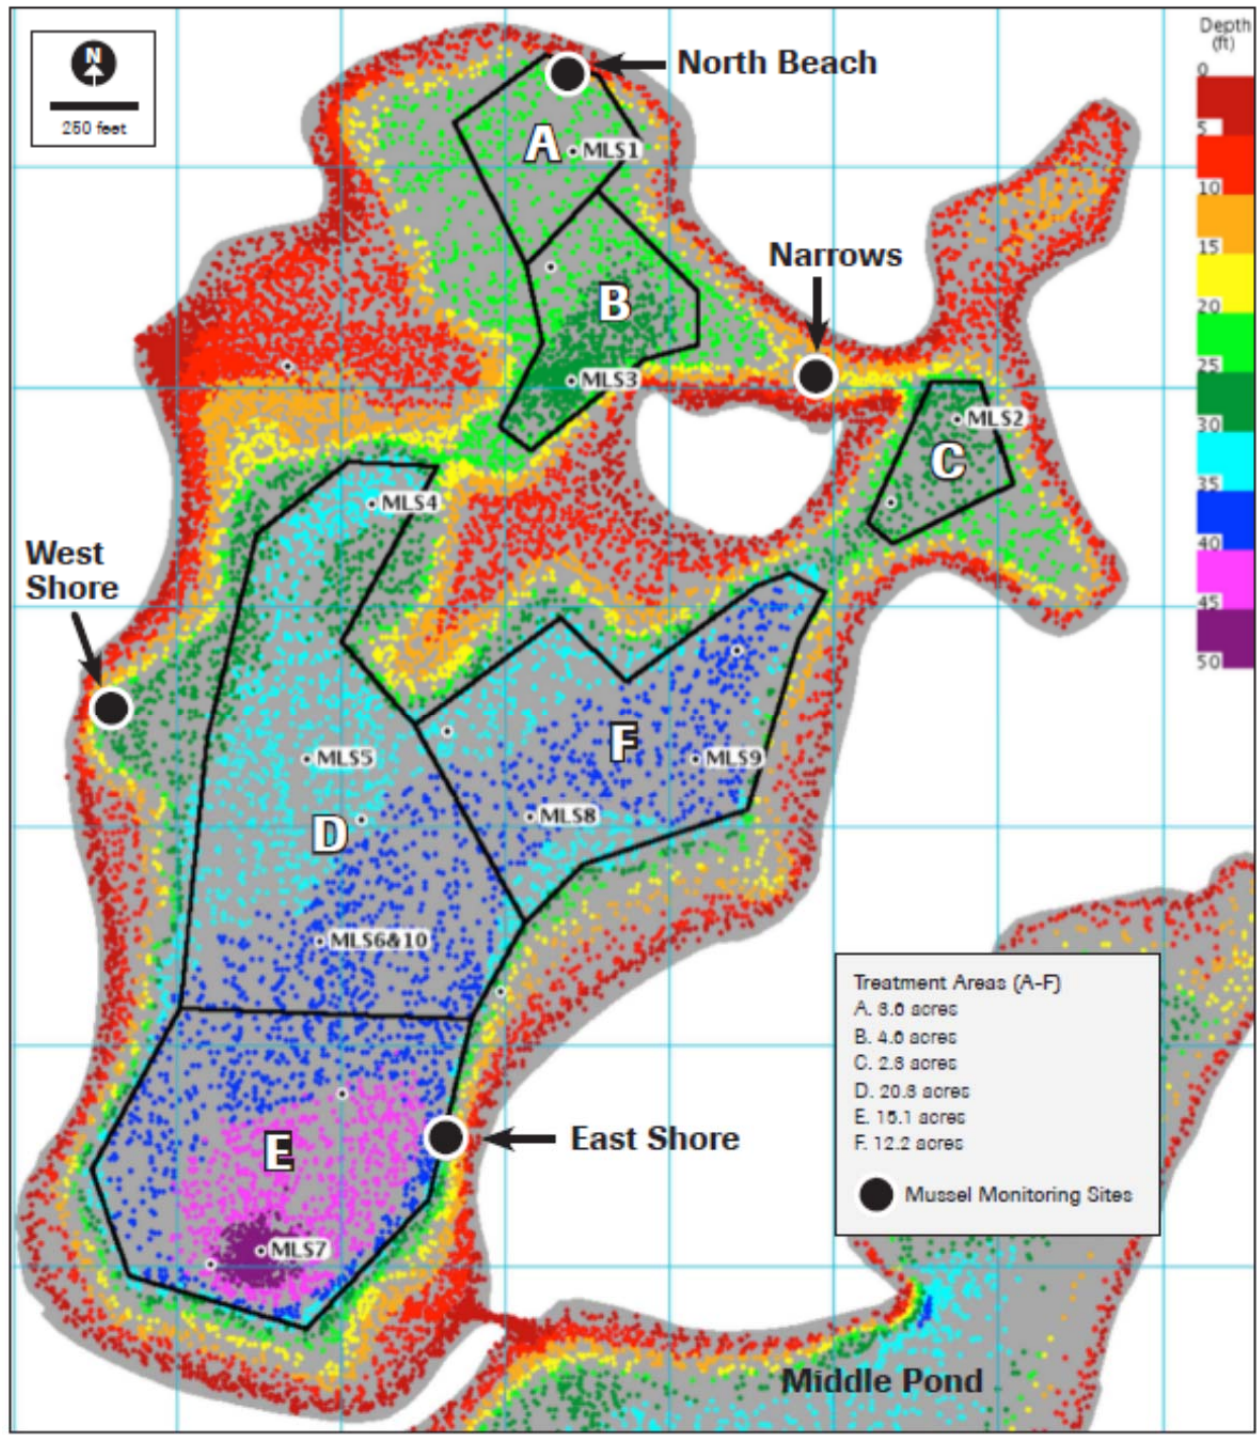 N
250 feet
North Beach
Depth
(ft)
0
5
10
15
20
25
30
35
40
45
50
A
MLS1
Narrows
B
MLS3
MLS2
C
MLS4
West
Shore
F
MLS5
MLS9
MLS8
D
MLS6&10
Treatment Areas (A-F)
A. 3.6 acres
B. 4.6 acres
C. 2.8 acres
D. 20.8 acres
E. 15.1 acres
F. 12.2 acres
Mussel Monitoring Sites
E
East Shore
MLS7
Middle Pond